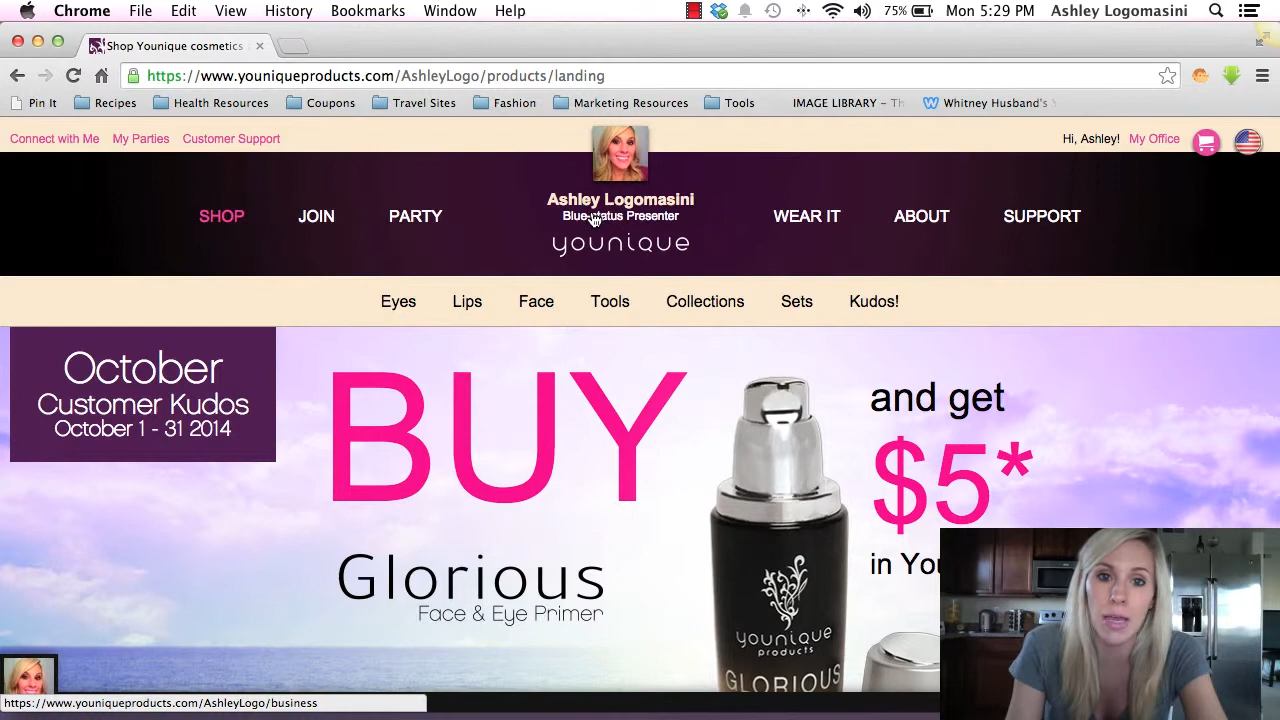 Chrome File Edit View History Bookmarks Window Help 75% Mon 5:29 PM Ashley Logomasini
Shop Younique cosmetics
https://www.youniqueproducts.com/AshleyLogo/products/landing
Pin It Recipes Health Resources Coupons Travel Sites Fashion Marketing Resources Tools IMAGE LIBRARY – Whitney Husband's
Connect with Me My Parties Customer Support Hi, Ashley! My Office
SHOP JOIN PARTY WEAR IT ABOUT SUPPORT
Ashley Logomasini
Blue-status Presenter
younique
Eyes Lips Face Tools Collections Sets Kudos!
October
Customer Kudos
October 1 - 31 2014
BUY
Glorious
Face & Eye Primer
younique
products
GLORIOUS
and get
$5*
in
https://www.youniqueproducts.com/AshleyLogo/business